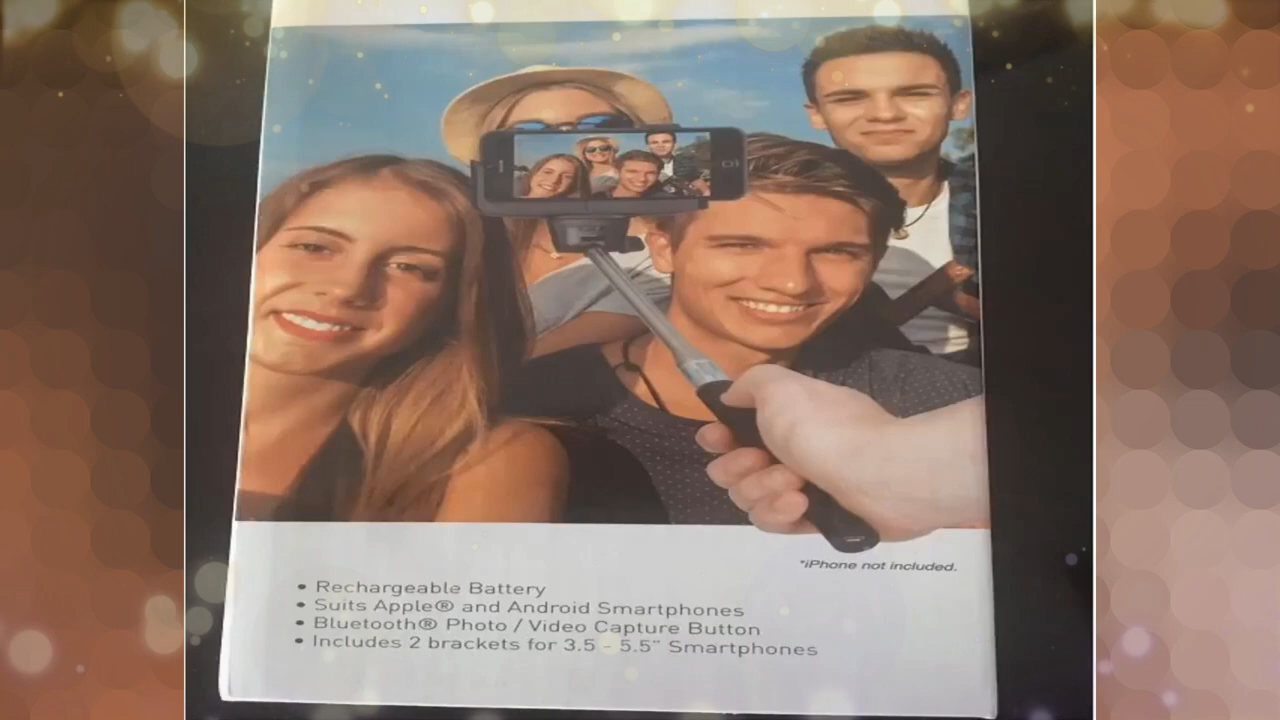 *iPhone not included.
• Rechargeable Battery
• Suits Apple® and Android Smartphones
• Bluetooth® Photo / Video Capture Button
• Includes 2 brackets for 3.5 - 5.5" Smartphones